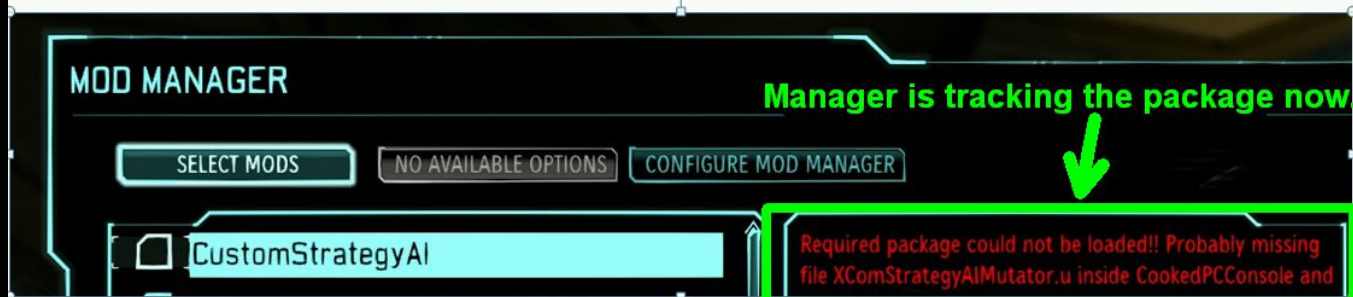 MOD MANAGER
Manager is tracking the package now.
SELECT MODS
NO AVAILABLE OPTIONS
CONFIGURE MOD MANAGER
CustomStrategyAI
Required package could not be loaded!! Probably missing
file XComStrategyAIMutator.u inside CookedPCConsole and